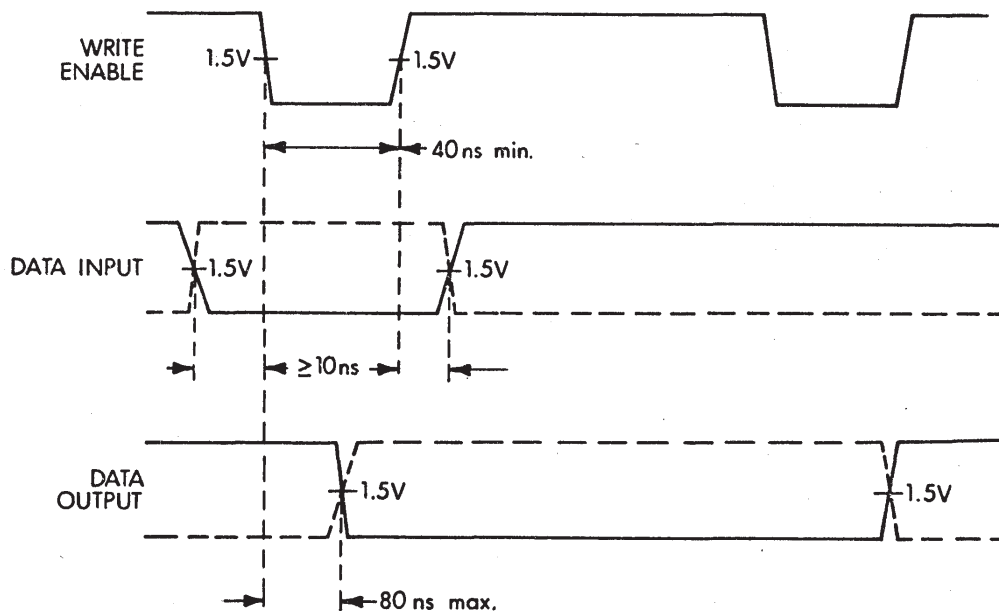 WRITE
ENABLE
1.5V
1.5V
40 ns min.
DATA INPUT
1.5V
1.5V
≥10ns
DATA
OUTPUT
1.5V
1.5V
80 ns max.